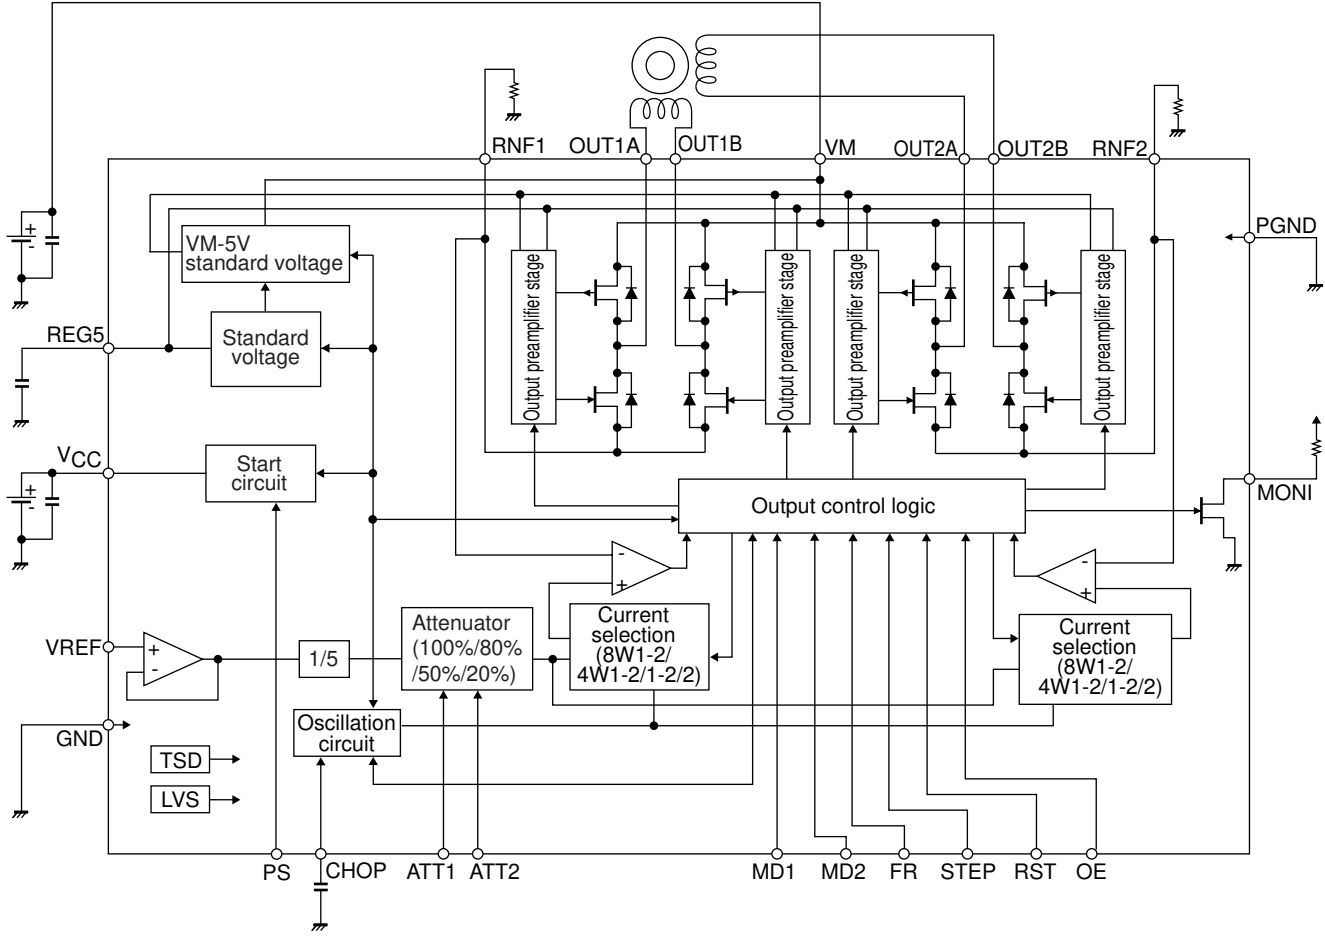 RNF1
OUT1A
OUT1B
VM
OUT2A
OUT2B
RNF2
+
-
VM-5V
standard voltage
PGND
Output preamplifier stage
Output preamplifier stage
Output preamplifier stage
Output preamplifier stage
REG5
Standard
voltage
VCC
+
-
Start
circuit
MONI
Output control logic
-
+
-
+
Attenuator
(100%/80%
/50%/20%)
Current
selection
(8W1-2/
4W1-2/1-2/2)
Current
selection
(8W1-2/
4W1-2/1-2/2)
VREF
+
-
1/5
GND
Oscillation
circuit
TSD
LVS
PS
CHOP
ATT1
ATT2
MD1
MD2
FR
STEP
RST
OE